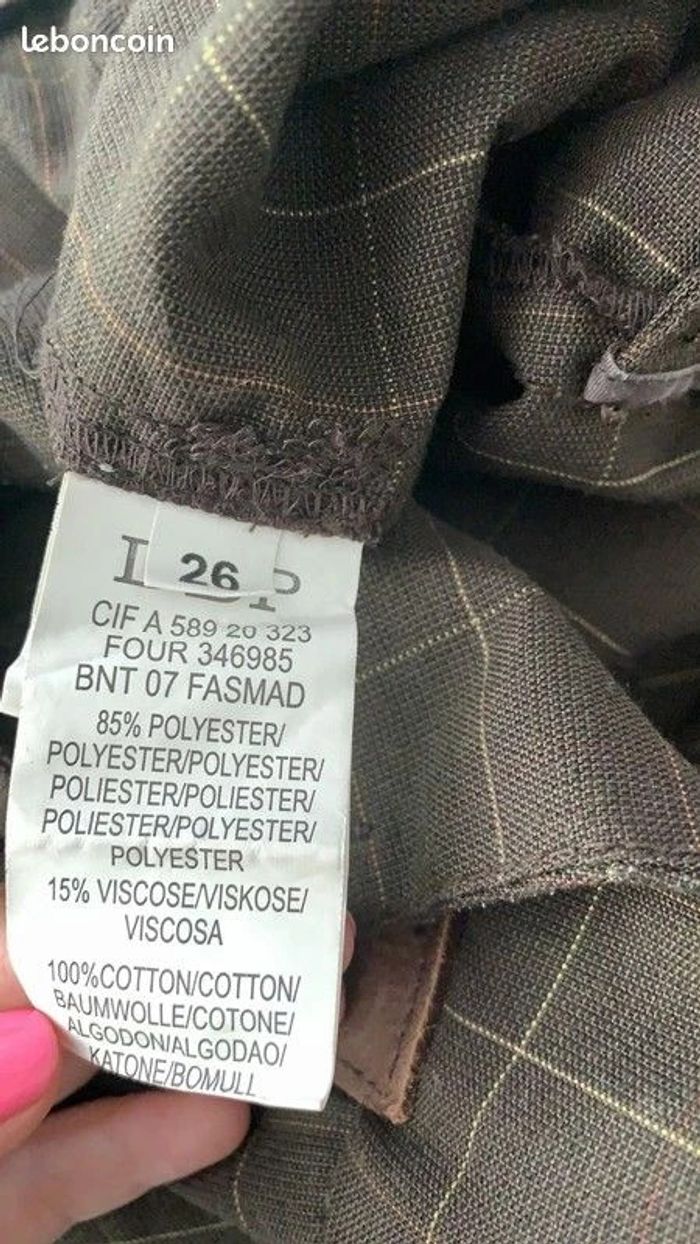 leboncoin
26
CIF A 589 20 323
FOUR 346985
BNT 07 FASMAD
85% POLYESTER/
POLYESTER/POLYESTER/
POLIESTER/POLIESTER/
POLIESTER/POLYESTER/
POLYESTER
15% VISCOSE/VISKOSE/
VISCOSA
100%COTTON/COTTON/
BAUMWOLLE/COTONE/
ALGODON/ALGODAO/
KATONE/BOMULL